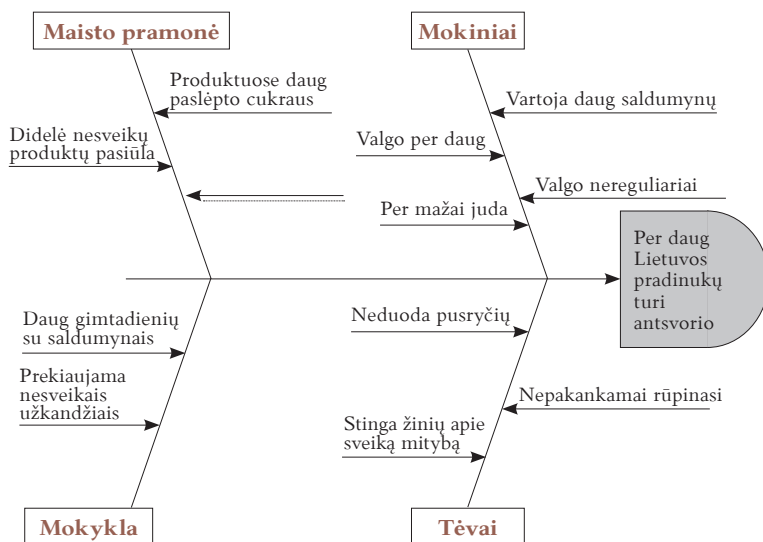 Maisto pramonė
Mokiniai
Produktuose daug
paslėpto cukraus
Vartoja daug saldumynų
Didelė nesveikų
produktų pasiūla
Valgo per daug
Valgo nereguliariai
Per mažai juda
Per daug
Lietuvos
pradinukų
turi
antsvorio
Daug gimtadienių
su saldumynais
Neduoda pusryčių
Prekiaujama
nesveikais
užkandžiais
Nepakankamai rūpinasi
Stinga žinių apie
sveiką mitybą
Mokykla
Tėvai